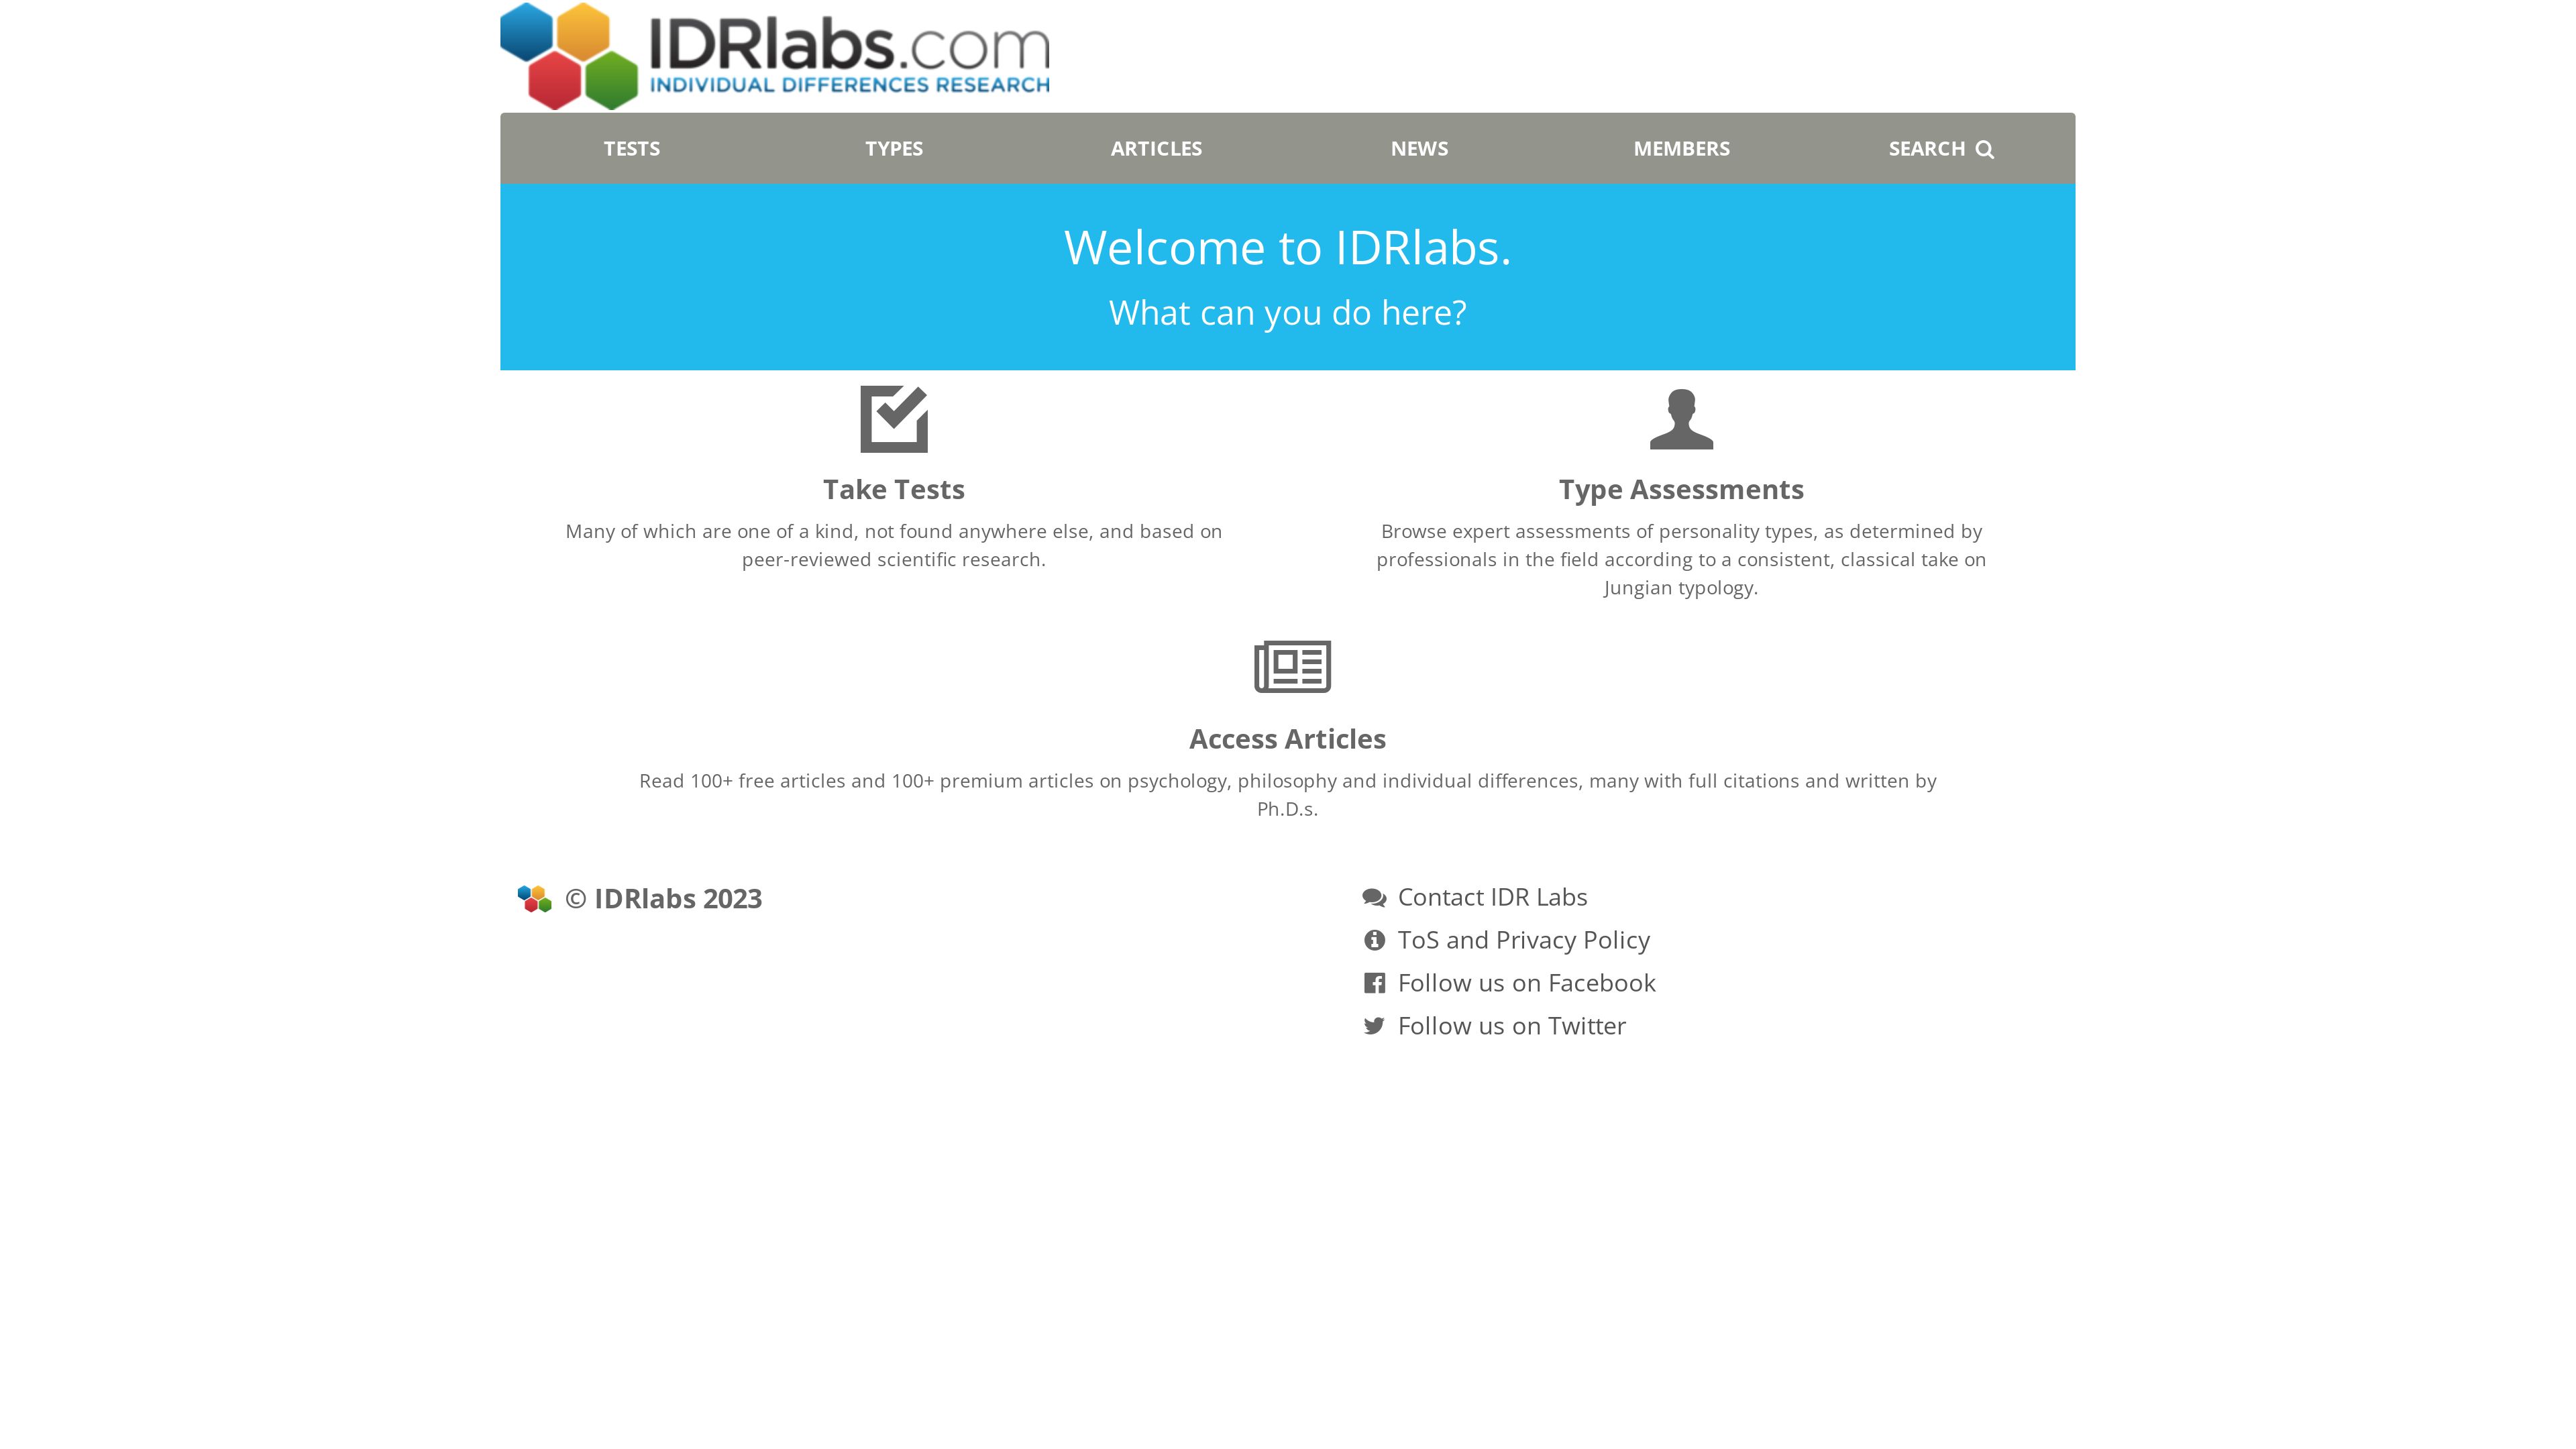 IDRlabs.com
INDIVIDUAL DIFFERENCES RESEARCH
TESTS
TYPES
ARTICLES
NEWS
MEMBERS
SEARCH
Welcome to IDRlabs.
What can you do here?
Take Tests
Many of which are one of a kind, not found anywhere else, and based on
peer-reviewed scientific research.
Type Assessments
Browse expert assessments of personality types, as determined by
professionals in the field according to a consistent, classical take on
Jungian typology.
Access Articles
Read 100+ free articles and 100+ premium articles on psychology, philosophy and individual differences, many with full citations and written by
Ph.D.s.
© IDRlabs 2023
Contact IDR Labs
ToS and Privacy Policy
Follow us on Facebook
Follow us on Twitter